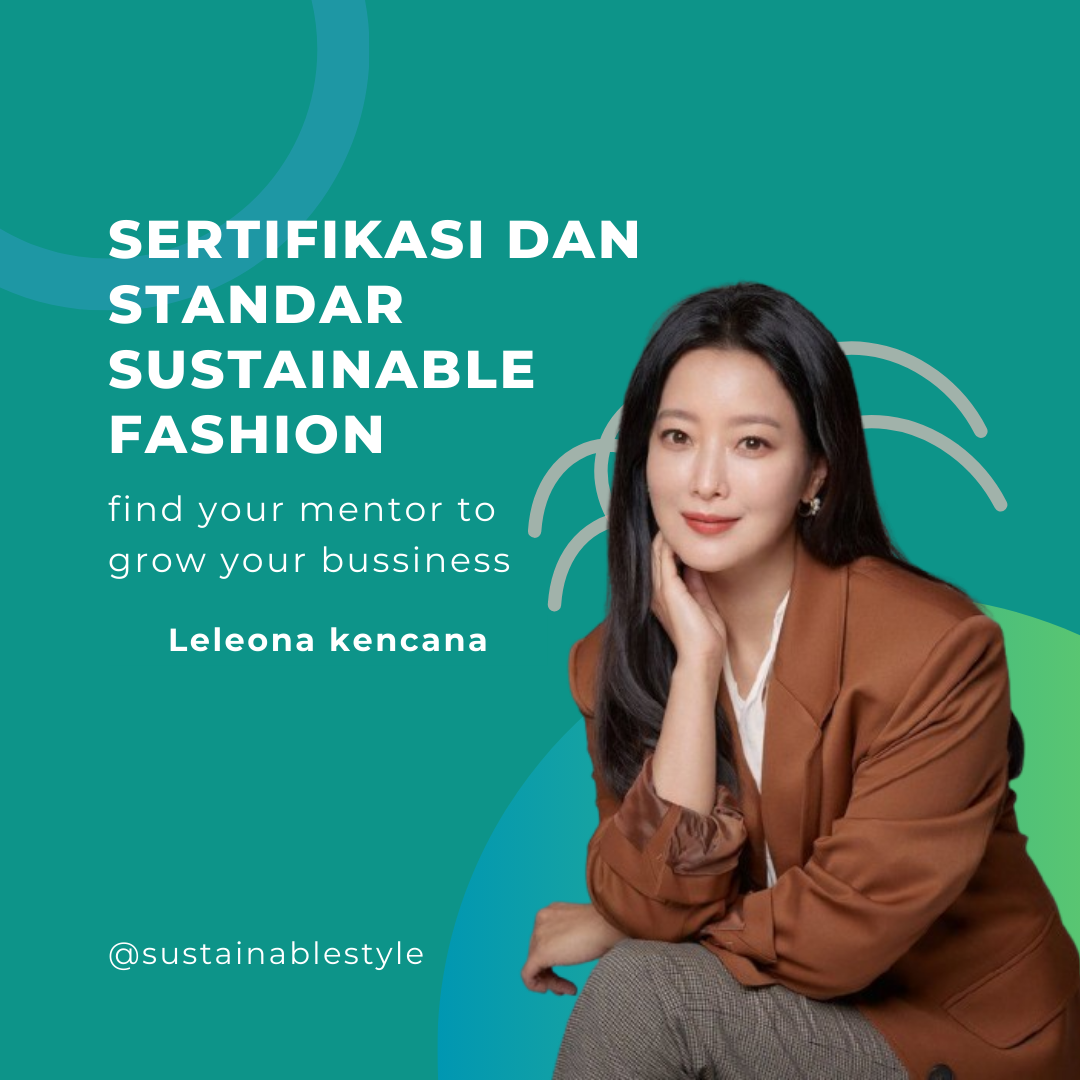 SERTIFIKASI DAN
STANDAR
SUSTAINABLE
FASHION
find your mentor to
grow your bussiness
Leleona kencana
@sustainablestyle